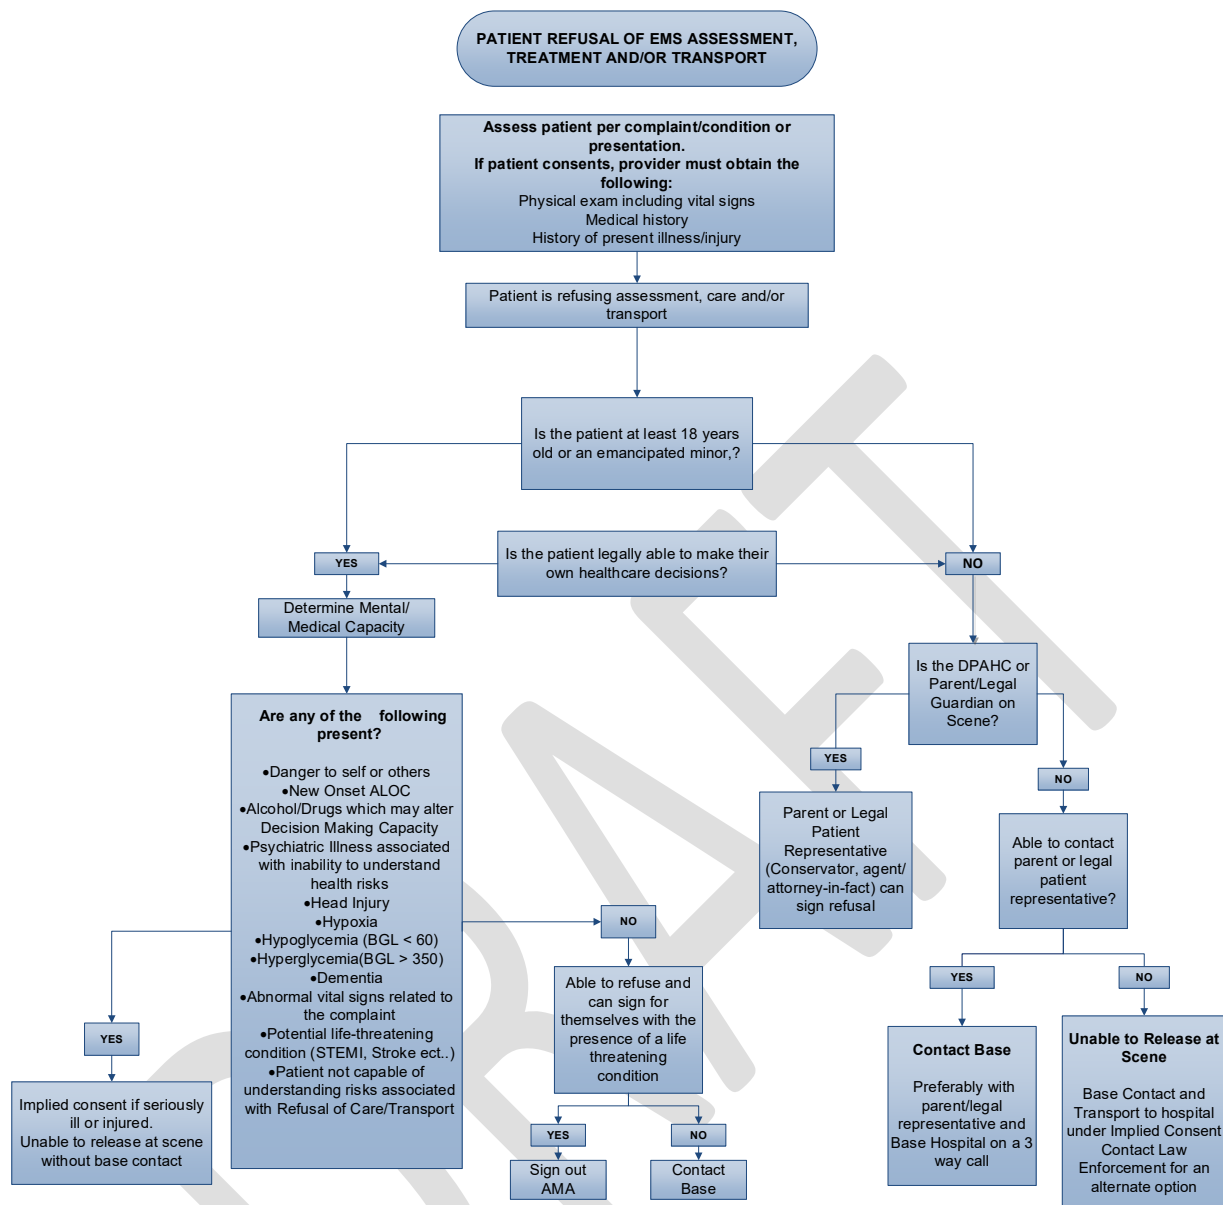 PATIENT REFUSAL OF EMS ASSESSMENT,
TREATMENT AND/OR TRANSPORT
Assess patient per complaint/condition or
presentation.
If patient consents, provider must obtain the
following:
Physical exam including vital signs
Medical history
History of present illness/injury
Patient is refusing assessment, care and/or
transport
Is the patient at least 18 years
old or an emancipated minor,?
Is the patient legally able to make their
own healthcare decisions?
YES
NO
Determine Mental/
Medical Capacity
Are any of the following
present?
•Danger to self or others
•New Onset ALOC
•Alcohol/Drugs which may alter
Decision Making Capacity
•Psychiatric Illness associated
with inability to understand
health risks
•Head Injury
•Hypoxia
•Hypoglycemia (BGL < 60)
•Hyperglycemia(BGL > 350)
•Dementia
•Abnormal vital signs related to
the complaint
•Potential life-threatening
condition (STEMI, Stroke ect..)
•Patient not capable of
understanding risks associated
with Refusal of Care/Transport
YES
Implied consent if seriously
ill or injured.
Unable to release at scene
without base contact
NO
Able to refuse and
can sign for
themselves with the
presence of a life
threatening
condition
YES
Sign out
AMA
NO
Contact
Base
Is the DPAHC or
Parent/Legal
Guardian on
Scene?
YES
Parent or Legal
Patient
Representative
(Conservator, agent/
attorney-in-fact) can
sign refusal
NO
Able to contact
parent or legal
patient
representative?
YES
Contact Base
Preferably with
parent/legal
representative and
Base Hospital on a 3
way call
NO
Unable to Release at
Scene
Base Contact and
Transport to hospital
under Implied Consent
Contact Law
Enforcement for an
alternate option
DRAFT